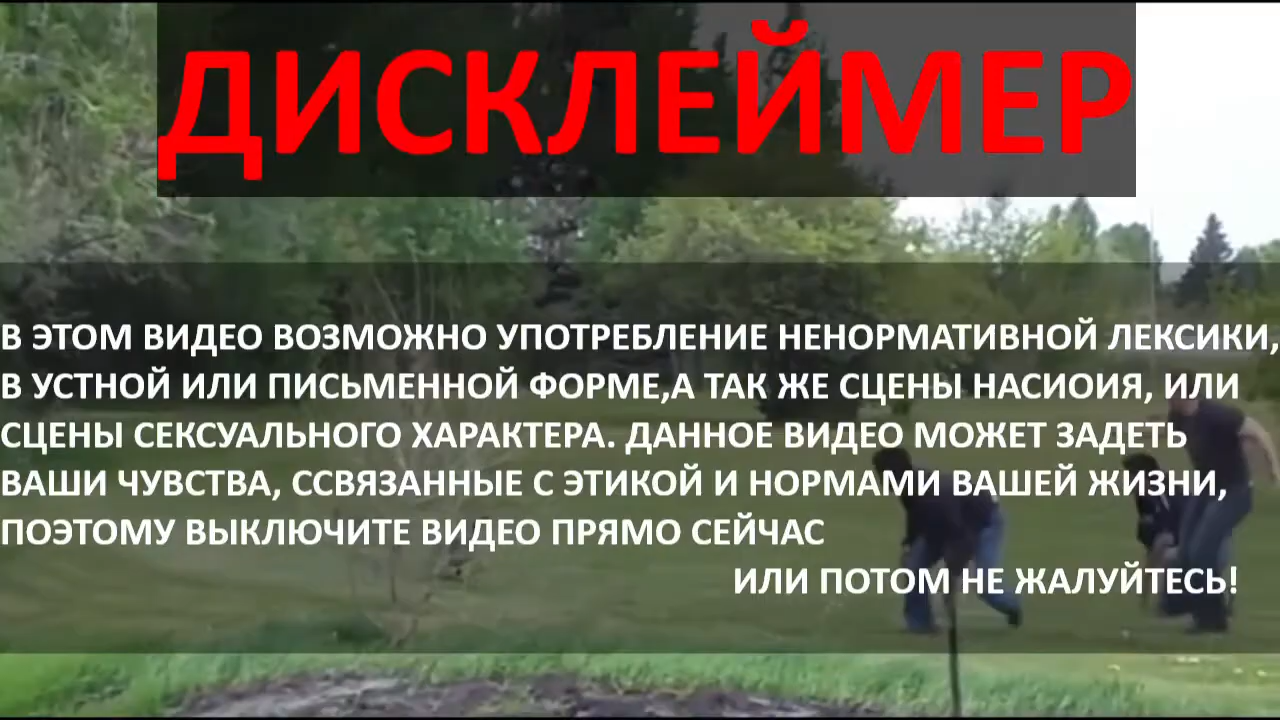 ДИСКЛЕЙМЕР
В ЭТОМ ВИДЕО ВОЗМОЖНО УПОТРЕБЛЕНИЕ НЕНОРМАТИВНОЙ ЛЕКСИКИ,
В УСТНОЙ ИЛИ ПИСЬМЕННОЙ ФОРМЕ,А ТАК ЖЕ СЦЕНЫ НАСИОИЯ, ИЛИ
СЦЕНЫ СЕКСУАЛЬНОГО ХАРАКТЕРА. ДАННОЕ ВИДЕО МОЖЕТ ЗАДЕТЬ
ВАШИ ЧУВСТВА, ССВЯЗАННЫЕ С ЭТИКОЙ И НОРМАМИ ВАШЕЙ ЖИЗНИ,
ПОЭТОМУ ВЫКЛЮЧИТЕ ВИДЕО ПРЯМО СЕЙЧАС
ИЛИ ПОТОМ НЕ ЖАЛУЙТЕСЬ!